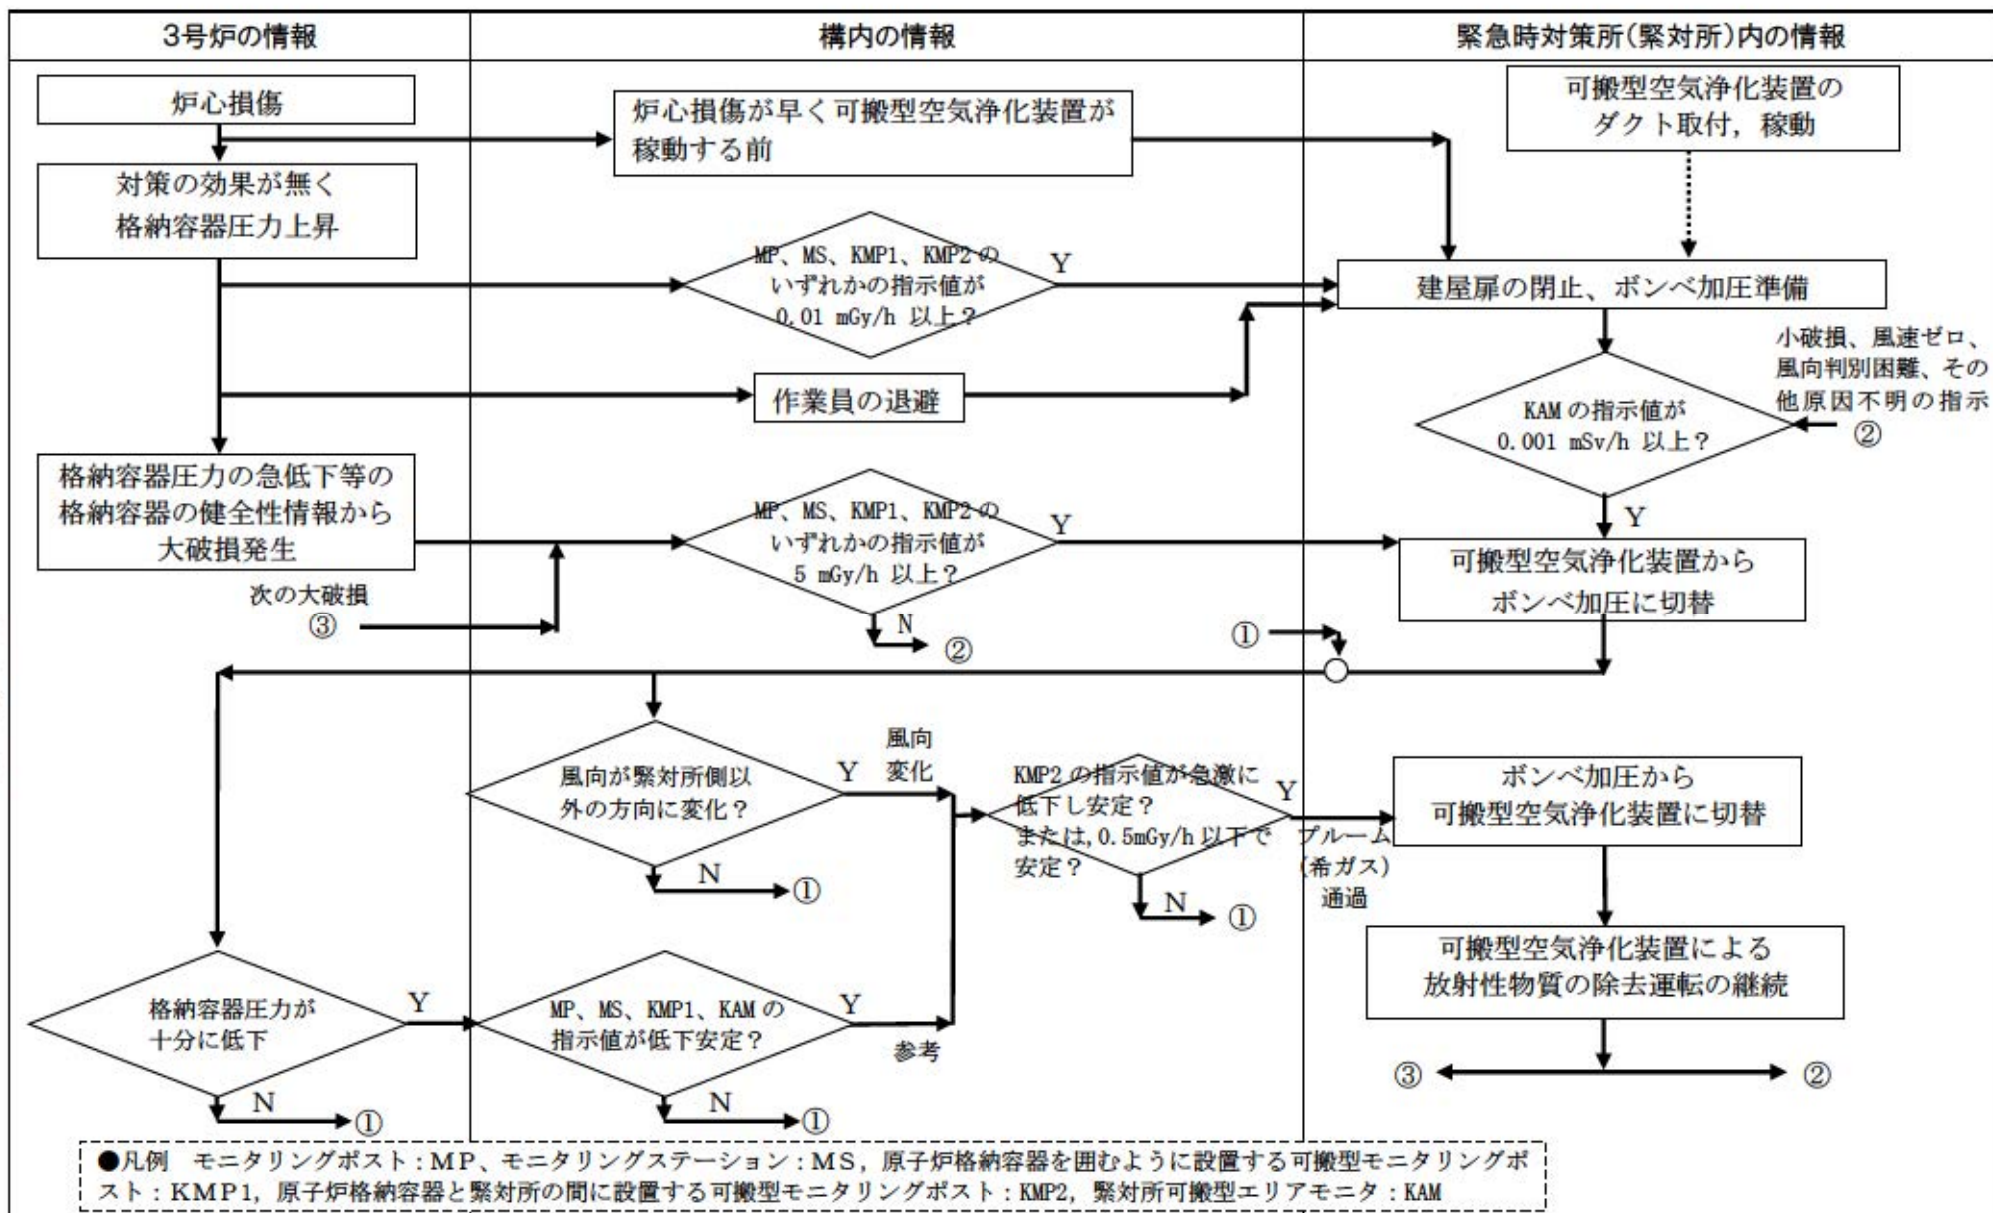 3号炉の情報
構内の情報
緊急時対策所(緊対所)内の情報
炉心損傷
炉心損傷が早く可搬型空気浄化装置が
稼動する前
可搬型空気浄化装置の
ダクト取付，稼動
対策の効果が無く
格納容器圧力上昇
MP、MS、KMP1、KMP2の
いずれかの指示値が
0.01 mGy/h 以上？
Y
建屋扉の閉止、ボンベ加圧準備
作業員の退避
小破損、風速ゼロ、
風向判別困難、その
他原因不明の指示
②
KAMの指示値が
0.001 mSv/h 以上？
Y
格納容器圧力の急低下等の
格納容器の健全性情報から
大破損発生
次の大破損
③
MP、MS、KMP1、KMP2の
いずれかの指示値が
5 mGy/h 以上？
Y
N
②
可搬型空気浄化装置から
ボンベ加圧に切替
①
風向が緊対所側以
外の方向に変化？
Y
風向
変化
N
①
KMP2の指示値が急激に
低下し安定？
または,0.5mGy/h以下で
安定？
Y
プルーム
(希ガス)
通過
N
①
ボンベ加圧から
可搬型空気浄化装置に切替
可搬型空気浄化装置による
放射性物質の除去運転の継続
③
②
格納容器圧力が
十分に低下
Y
N
①
MP、MS、KMP1、KAMの
指示値が低下安定？
Y
参考
N
①
●凡例　モニタリングポスト：ＭＰ、モニタリングステーション：ＭＳ，原子炉格納容器を囲むように設置する可搬型モニタリングポ
スト：ＫＭＰ１，原子炉格納容器と緊対所の間に設置する可搬型モニタリングポスト：KMP2，緊対所可搬型エリアモニタ：KAM